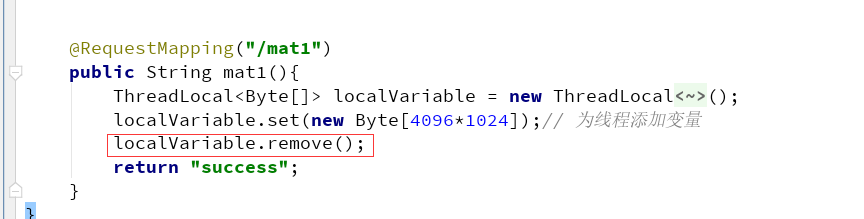 @RequestMapping("/mat1")
public String mat1(){
ThreadLocal<Byte[]> localVariable = new ThreadLocal<~>();
localVariable.set(new Byte[4096*1024]);// 为线程添加变量
localVariable.remove();
return "success";
}
}